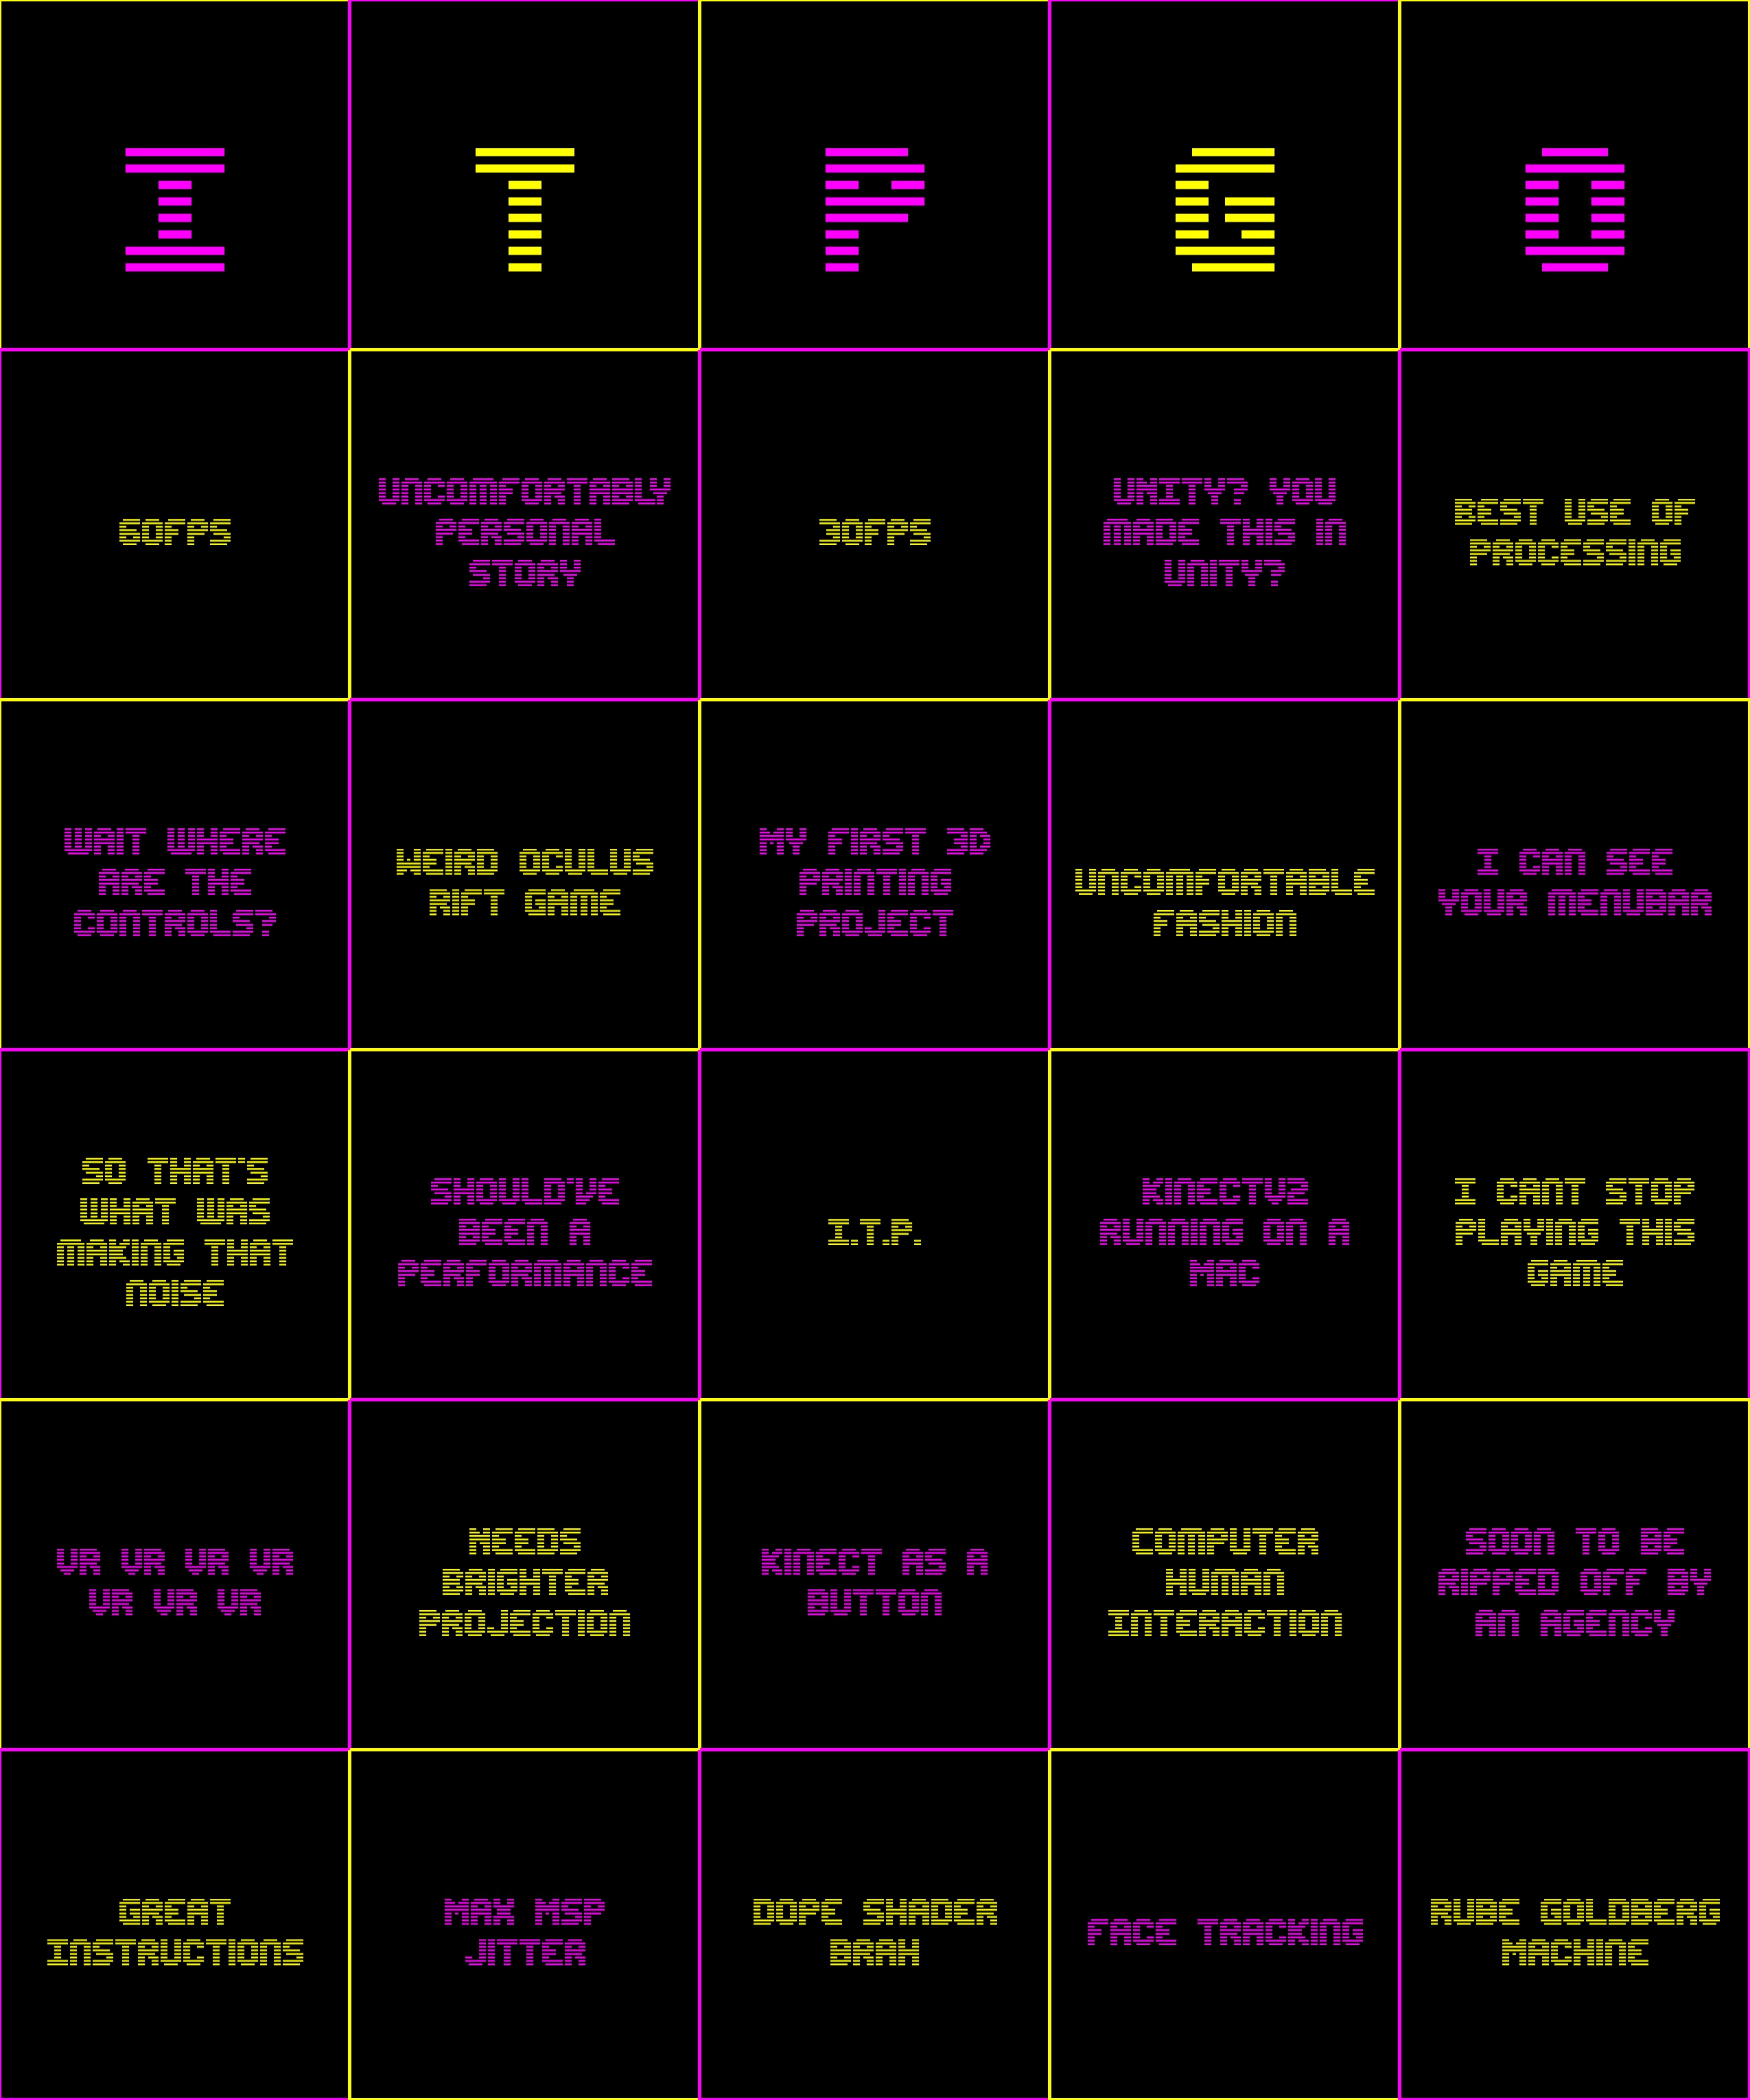 I T P G O
60FPS
UNCOMFORTABLY
PERSONAL
STORY
30FPS
UNITY? YOU
MADE THIS IN
UNITY?
BEST USE OF
PROCESSING
WAIT WHERE
ARE THE
CONTROLS?
WEIRD OCULUS
RIFT GAME
MY FIRST 3D
PRINTING
PROJECT
UNCOMFORTABLE
FASHION
I CAN SEE
YOUR MENUBAR
SO THAT'S
WHAT WAS
MAKING THAT
NOISE
SHOULD'VE
BEEN A
PERFORMANCE
I.T.P.
KINECTV2
RUNNING ON A
MAC
I CANT STOP
PLAYING THIS
GAME
VR VR VR VR
VR VR VR
NEEDS
BRIGHTER
PROJECTION
KINECT AS A
BUTTON
COMPUTER
HUMAN
INTERACTION
SOON TO BE
RIPPED OFF BY
AN AGENCY
GREAT
INSTRUCTIONS
MAX MSP
JITTER
DOPE SHADER
BRAH
FACE TRACKING
RUBE GOLDBERG
MACHINE